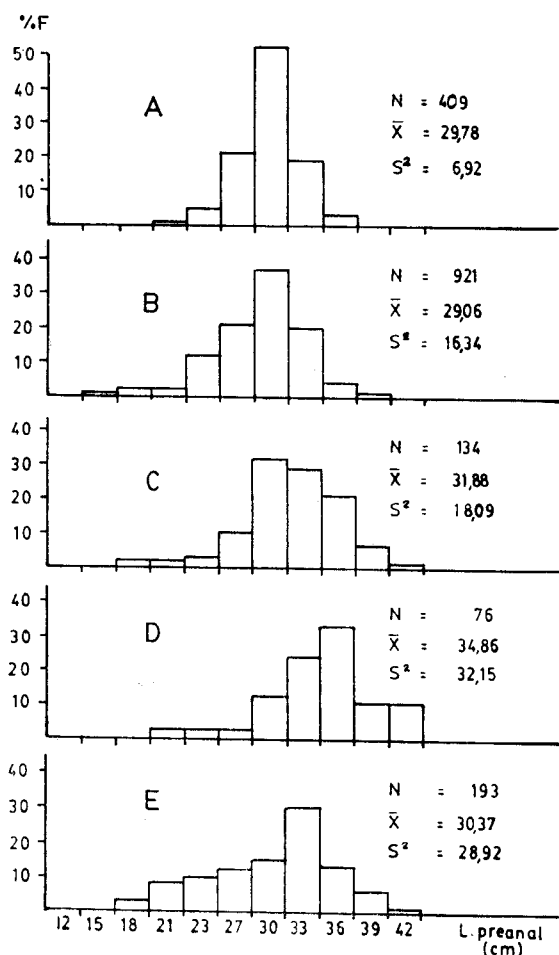 %F
50
40
30
20
10
A
N = 409
X̄ = 29,78
S² = 6,92
40
30
20
10
B
N = 921
X̄ = 29,06
S² = 16,34
40
30
20
10
C
N = 134
X̄ = 31,88
S² = 18,09
40
30
20
10
D
N = 76
X̄ = 34,86
S² = 32,15
40
30
20
10
E
N = 193
X̄ = 30,37
S² = 28,92
12 15 18 21 23 27 30 33 36 39 42 L. preanal
(cm)